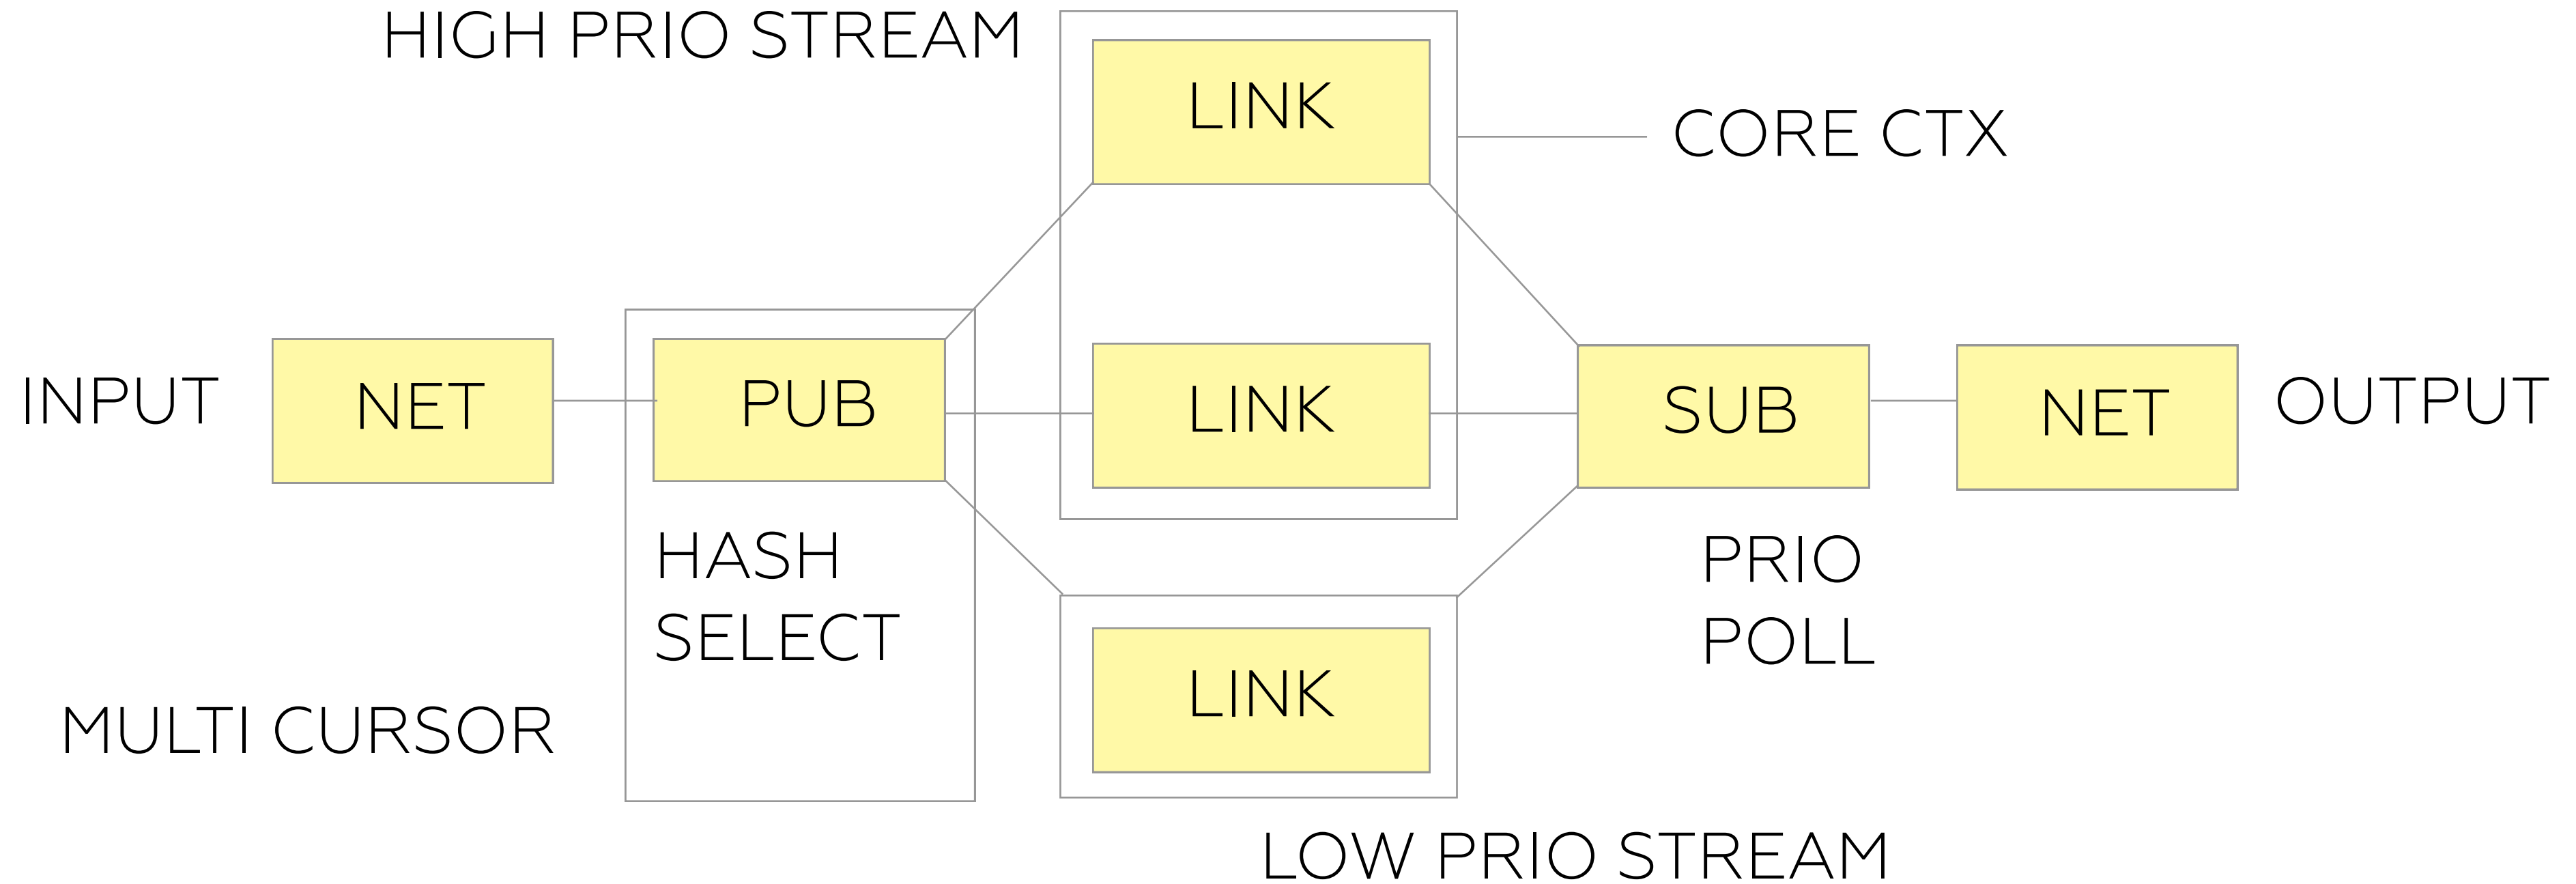 HIGH PRIO STREAM
LINK
CORE CTX
INPUT
NET
PUB
LINK
SUB
NET
OUTPUT
HASH
SELECT
PRIO
POLL
MULTI CURSOR
LINK
LOW PRIO STREAM